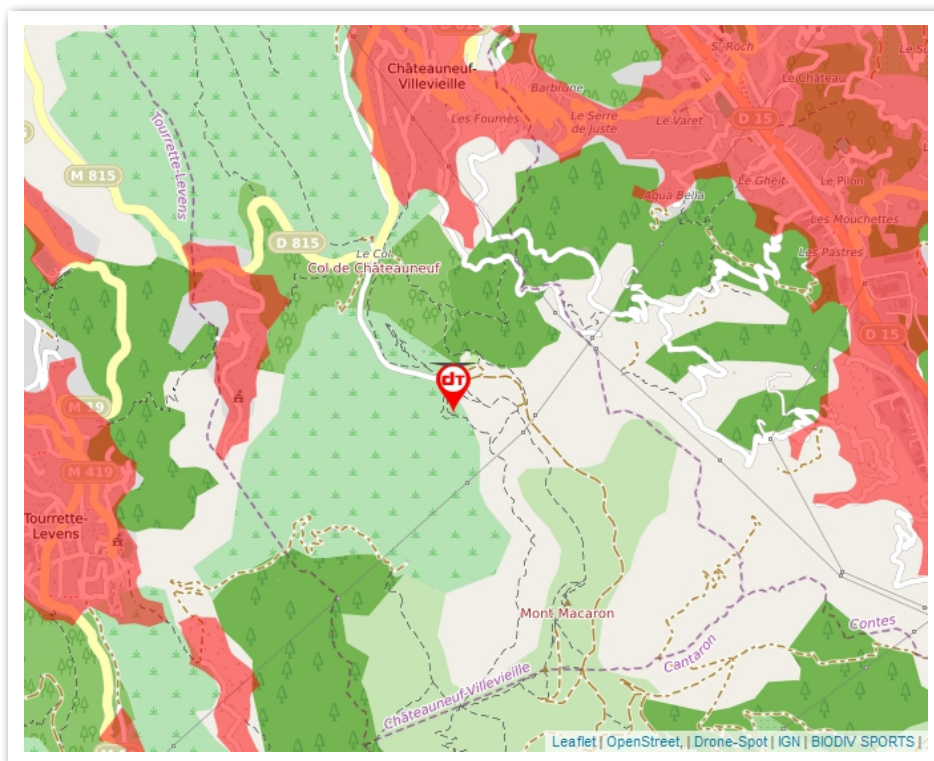 S' Roch
Le Château
Châteauneuf-
Villevieille
Barbrune
Les Fournès
Le Serre
de Juste
Le Varet
D 15
Tourrette-Levens
M 815
D 815
Le Col
Col de Châteauneuf
l'Aqua Bella
Le Gheit
Le Pilon
Les Mouchettes
Les Pastres
D 15
dT
M 19
M 419
Tourrette-
Levens
Mont Macaron
Contes
Cantaron
Châteauneuf-Villevieille
Leaflet | OpenStreet, | Drone-Spot | IGN | BIODIV SPORTS |